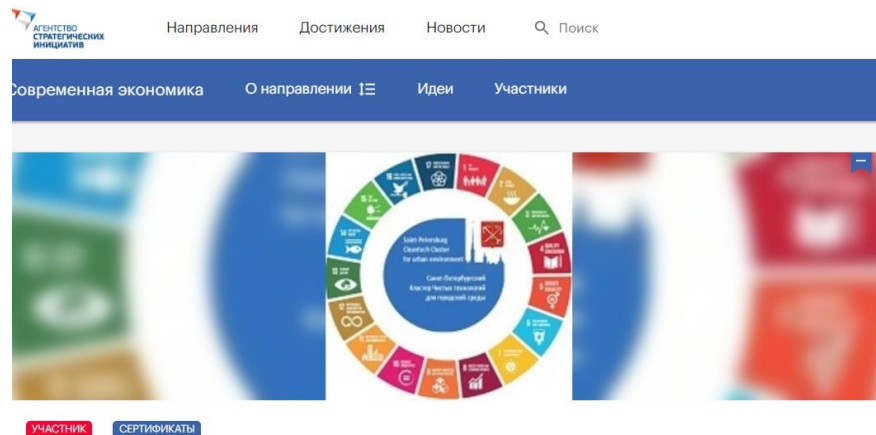 АГЕНТСТВО
СТРАТЕГИЧЕСКИХ
ИНИЦИАТИВ
Направления
Достижения
Новости
Поиск
Современная экономика
О направлении
Идеи
Участники
Saint-Petersburg
Cleantech Cluster
for urban environment
Санкт-Петербургский
Кластер Чистых технологий
для городской среды
УЧАСТНИК
СЕРТИФИКАТЫ